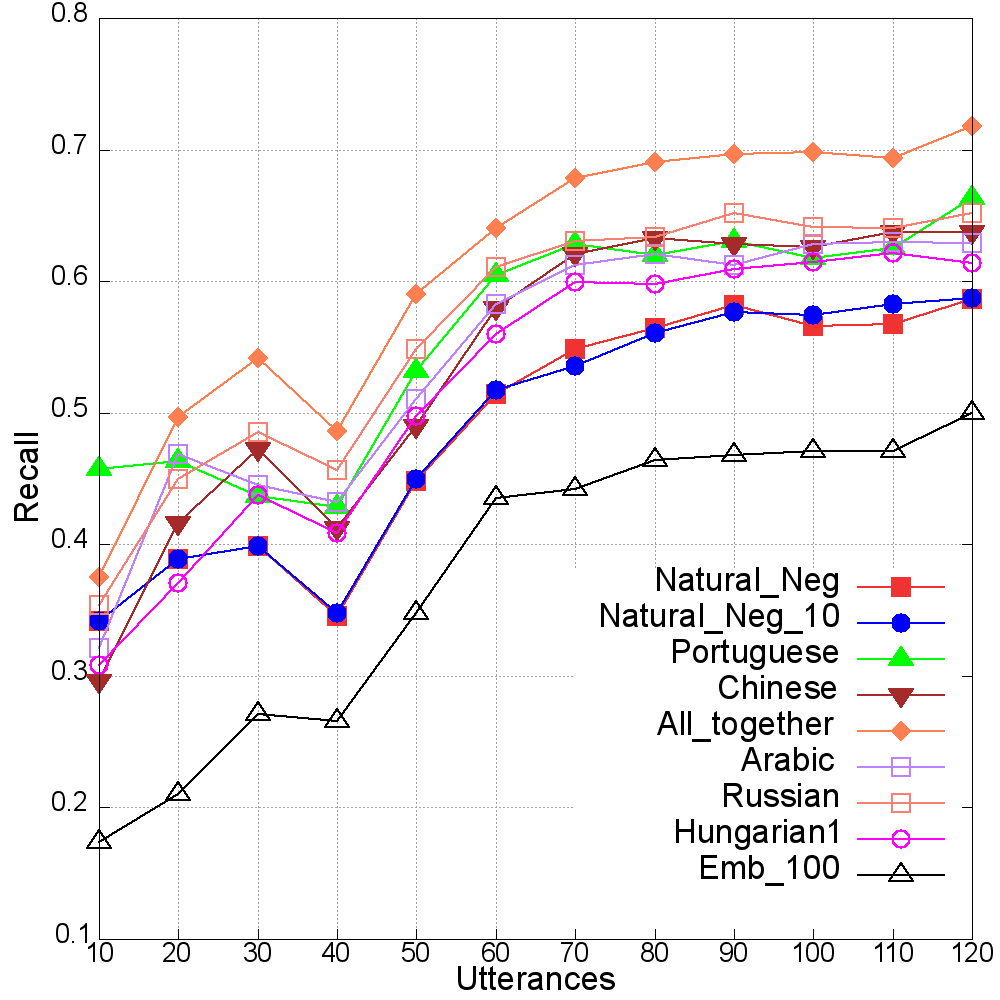 0.8
0.7
0.6
0.5
0.4
0.3
0.2
0.1
Recall
Natural_Neg
Natural_Neg_10
Portuguese
Chinese
All_together
Arabic
Russian
Hungarian1
Emb_100
10 20 30 40 50 60 70 80 90 100 110 120
Utterances